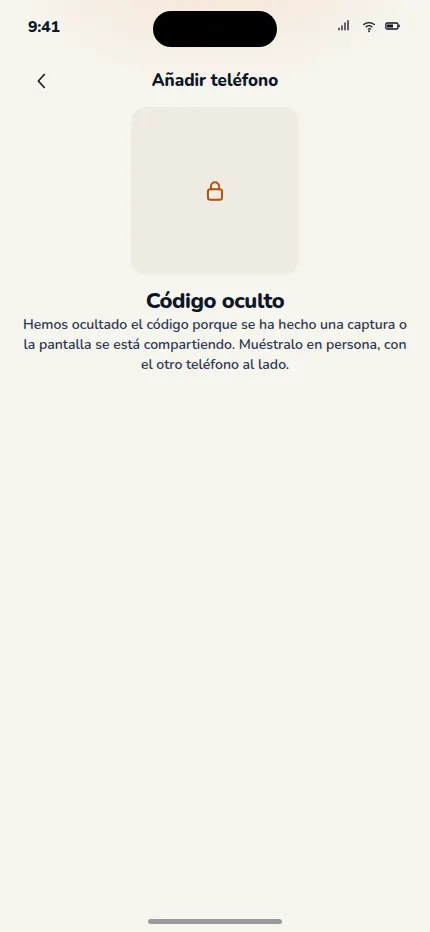 9:41
Añadir teléfono
Código oculto
Hemos ocultado el código porque se ha hecho una captura o
la pantalla se está compartiendo. Muéstralo en persona, con
el otro teléfono al lado.